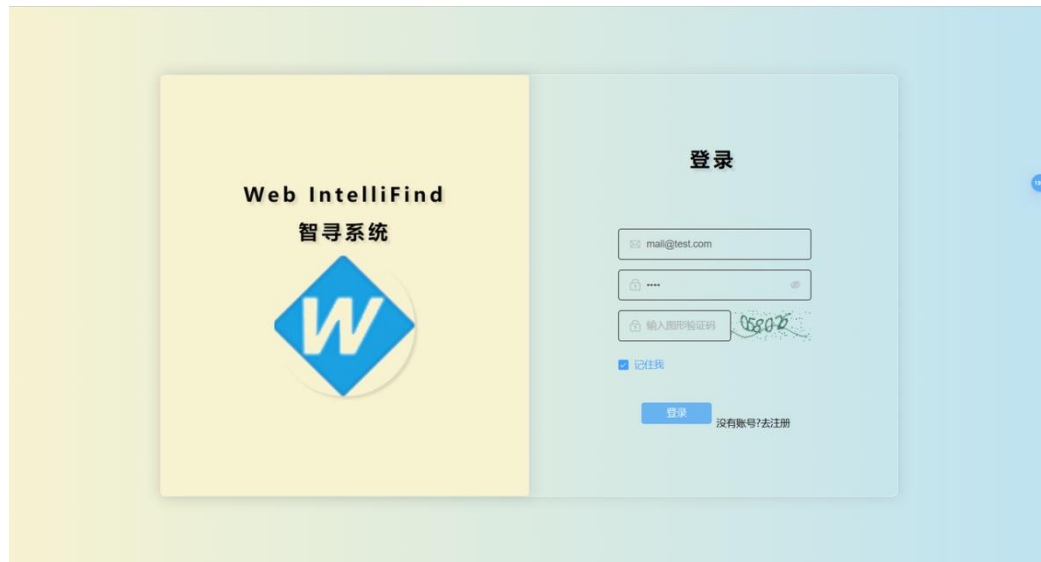 Web IntelliFind
智寻系统
W
登录
mail@test.com
••••
输入图形验证码
记住我
登录
没有账号?去注册